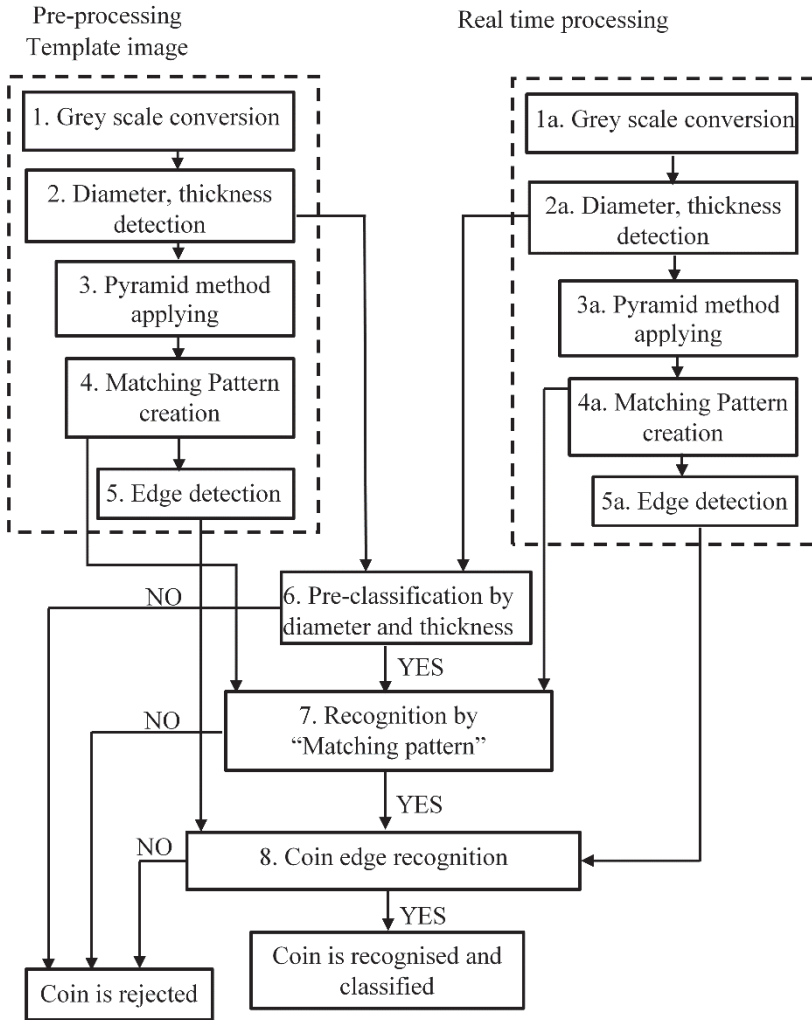 Pre-processing
Template image
1. Grey scale conversion
2. Diameter, thickness
detection
3. Pyramid method
applying
4. Matching Pattern
creation
5. Edge detection
Real time processing
1a. Grey scale conversion
2a. Diameter, thickness
detection
3a. Pyramid method
applying
4a. Matching Pattern
creation
5a. Edge detection
NO
6. Pre-classification by
diameter and thickness
YES
NO
7. Recognition by
“Matching pattern”
YES
NO
8. Coin edge recognition
YES
Coin is rejected
Coin is recognised and
classified